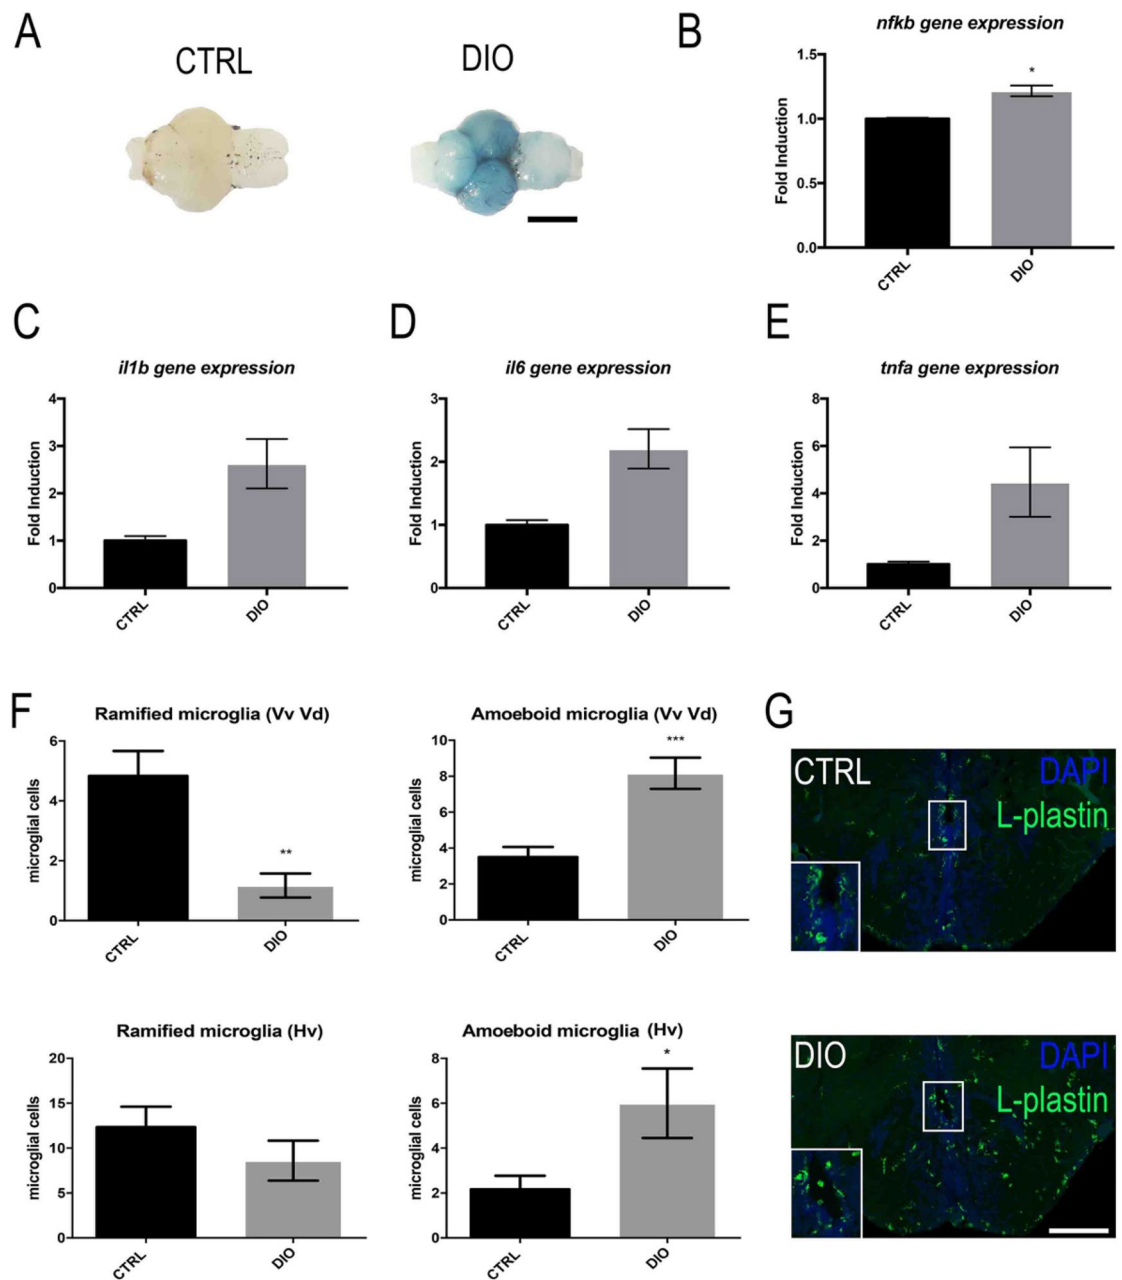 A
CTRL
DIO
B
nfkb gene expression
Fold Induction
1.5
1.0
0.5
0.0
*
CTRL
DIO
C
il1b gene expression
Fold Induction
4
3
2
1
0
CTRL
DIO
D
il6 gene expression
Fold Induction
3
2
1
0
CTRL
DIO
E
tnfa gene expression
Fold Induction
8
6
4
2
0
CTRL
DIO
F
Ramified microglia (Vv Vd)
microglial cells
6
4
2
0
**
CTRL
DIO
Amoeboid microglia (Vv Vd)
microglial cells
10
8
6
4
2
0
***
CTRL
DIO
Ramified microglia (Hv)
microglial cells
20
15
10
5
0
CTRL
DIO
Amoeboid microglia (Hv)
microglial cells
8
6
4
2
0
*
CTRL
DIO
G
CTRL
DAPI
L-plastin
DIO
DAPI
L-plastin